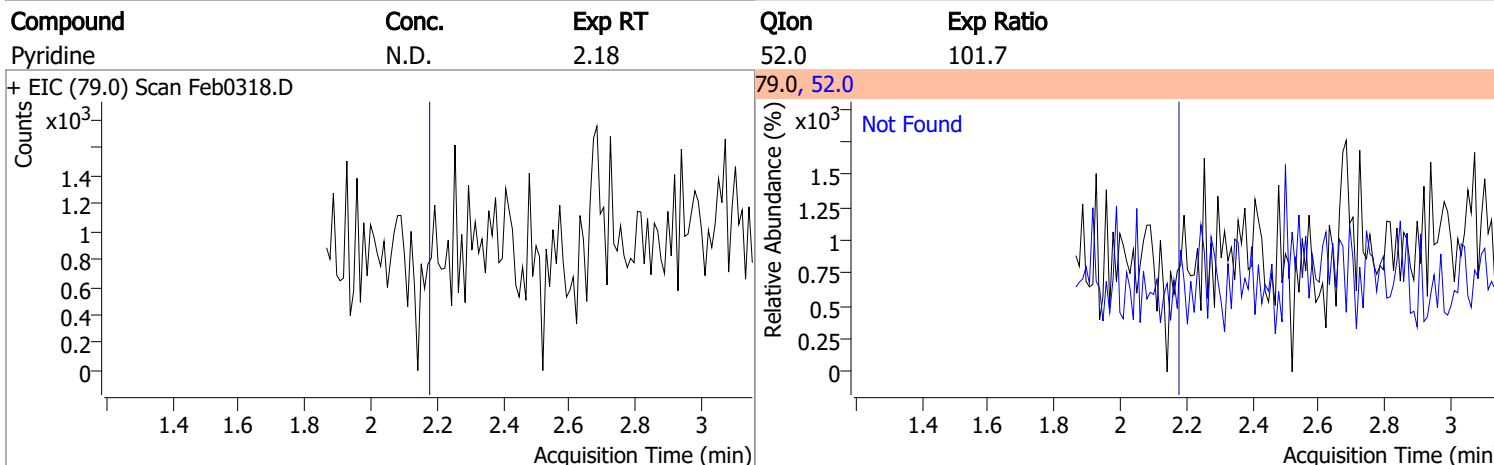 Compound Conc. Exp RT QIon Exp Ratio
Pyridine N.D. 2.18 52.0 101.7
+ EIC (79.0) Scan Feb0318.D
Counts
x10³
1.4
1.2
1
0.8
0.6
0.4
0.2
0
1.4 1.6 1.8 2 2.2 2.4 2.6 2.8 3
Acquisition Time (min)
79.0, 52.0
Relative Abundance (%)
x10³
Not Found
1.5
1.25
1
0.75
0.5
0.25
0
1.4 1.6 1.8 2 2.2 2.4 2.6 2.8 3
Acquisition Time (min